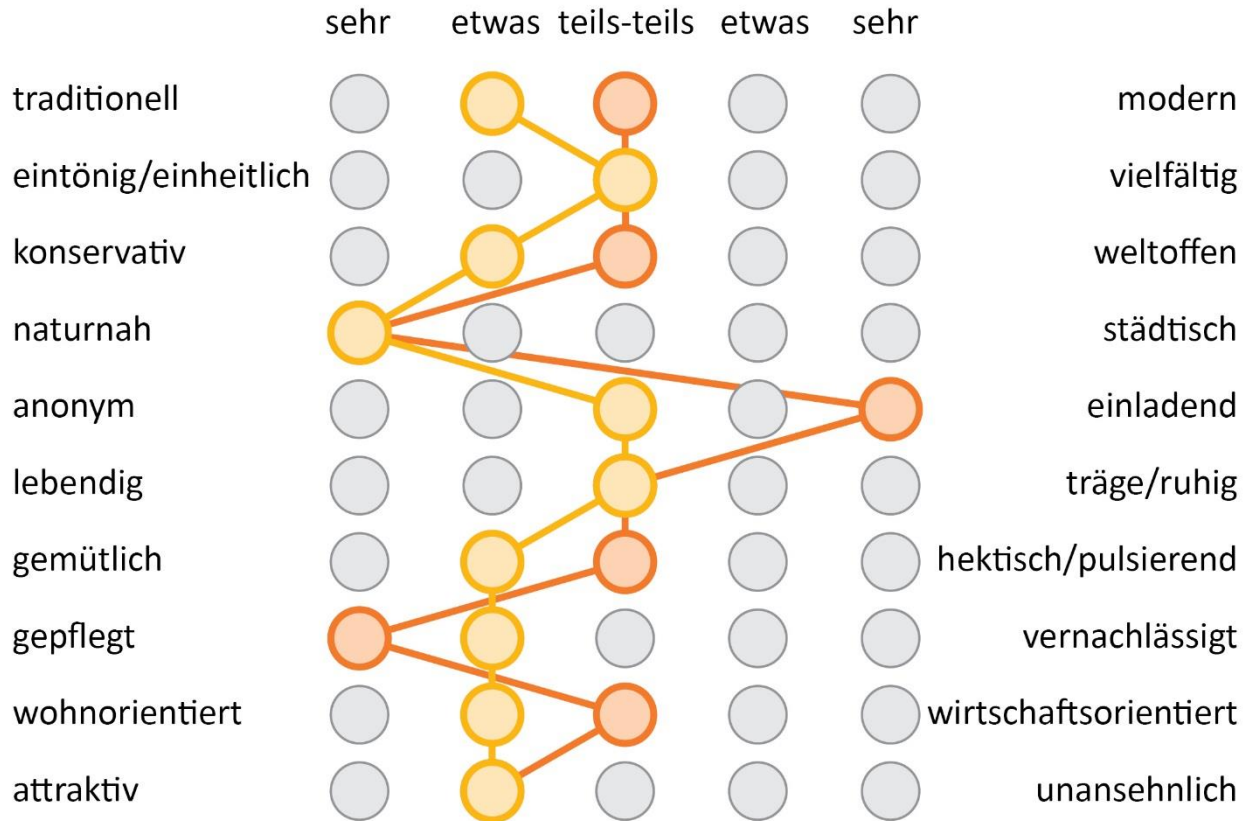 sehr etwas teils-teils etwas sehr
traditionell modern
eintönig/einheitlich vielfältig
konservativ weltoffen
naturnah städtisch
anonym einladend
lebendig träge/ruhig
gemütlich hektisch/pulsierend
gepflegt vernachlässigt
wohnorientiert wirtschaftsorientiert
attraktiv unansehnlich